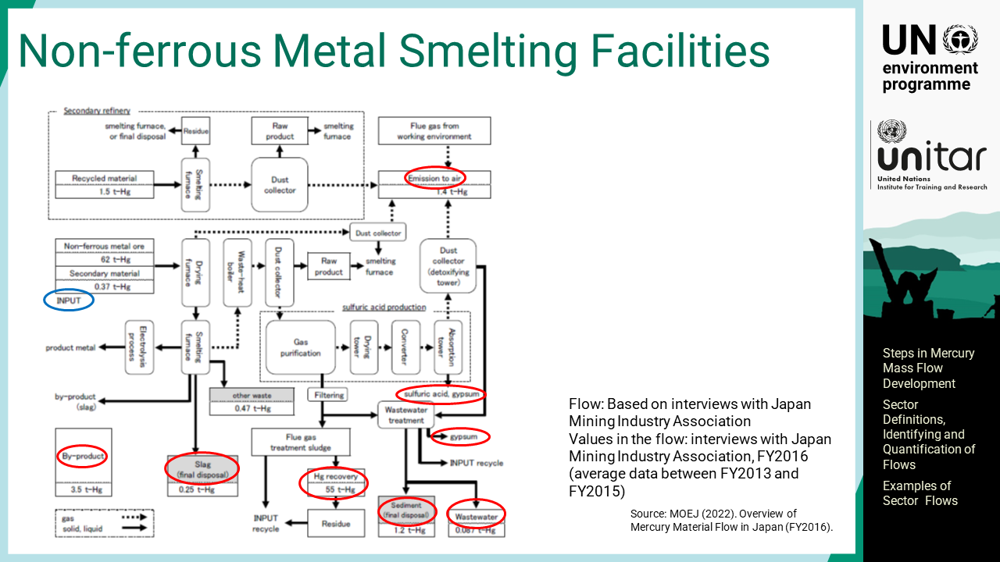 Non-ferrous Metal Smelting Facilities
UN
environment
programme
unitar
United Nations
Institute for Training and Research
Secondary refinery
smelting furnace,
or final disposal
Residue
Raw
product
smelting
furnace
Flue gas from
working environment
Recycled material
1.5 t-Hg
Smelting
furnace
Dust
collector
Emission to air
1.4 t-Hg
Dust collector
Non-ferrous metal ore
62 t-Hg
Secondary material
0.37 t-Hg
INPUT
Drying
furnace
Waste-heat
boiler
Dust collector
Raw
product
smelting
furnace
Dust
collector
(detoxifying
tower)
sulfuric acid production
product metal
Electrolysis
process
Smelting
furnace
Gas
purification
Drying
tower
Converter
Absorption
tower
by-product
(slag)
other waste
0.47 t-Hg
Filtering
sulfuric acid, gypsum
Wastewater
treatment
Flue gas
treatment sludge
gypsum
By-product
3.5 t-Hg
Slag
(final disposal)
0.25 t-Hg
Hg recovery
55 t-Hg
INPUT recycle
Sediment
(final disposal)
1.2 t-Hg
Wastewater
0.087 t-Hg
gas
solid, liquid
INPUT
recycle
Residue
Flow: Based on interviews with Japan
Mining Industry Association
Values in the flow: interviews with Japan
Mining Industry Association, FY2016
(average data between FY2013 and
FY2015)
Source: MOEJ (2022) Overview of
Mercury Material Flow in Japan (FY2016).
Steps in Mercury
Mass Flow
Development
Sector
Definitions,
Identifying and
Quantification of
Flows
Examples of
Sector Flows